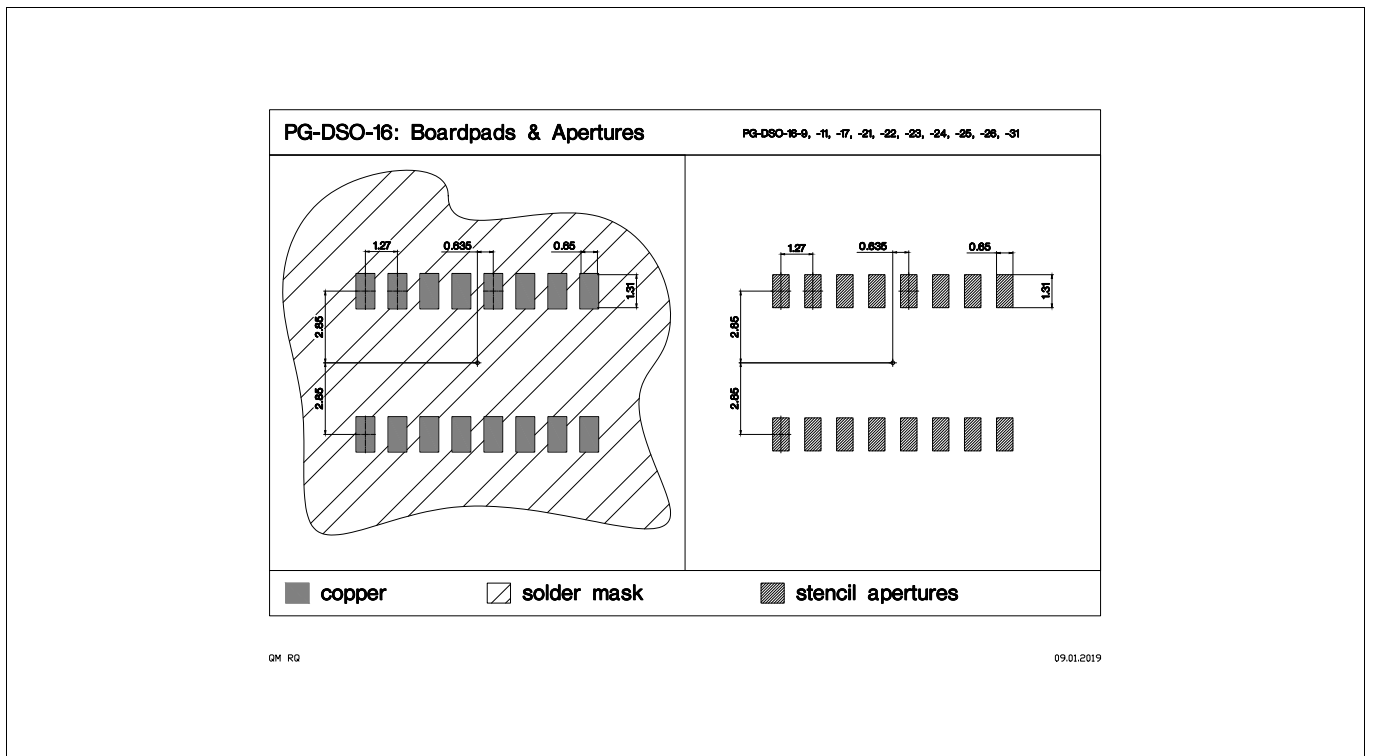 PG-DSO-16: Boardpads & Apertures
PG-DSO-16-9, -11, -17, -21, -22, -23, -24, -25, -26, -31
1.27
0.635
0.65
1.31
2.85
2.85
1.27
0.635
0.65
1.31
2.85
2.85
copper
solder mask
stencil apertures
QM RQ
09.01.2019